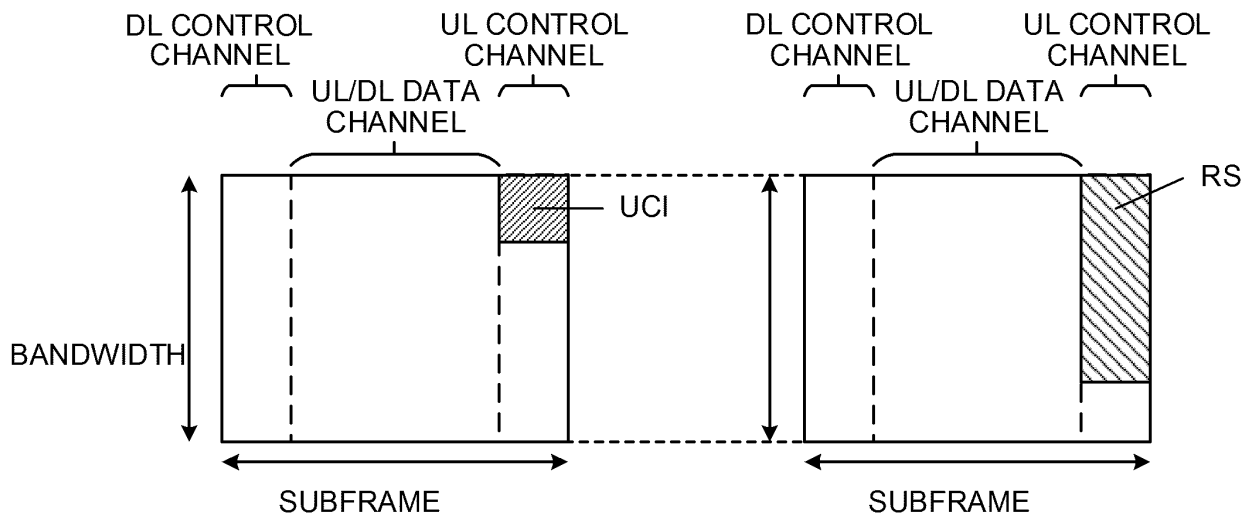 DL CONTROL
CHANNEL
UL CONTROL
CHANNEL
UL/DL DATA
CHANNEL
UCI
BANDWIDTH
SUBFRAME
DL CONTROL
CHANNEL
UL CONTROL
CHANNEL
UL/DL DATA
CHANNEL
RS
SUBFRAME